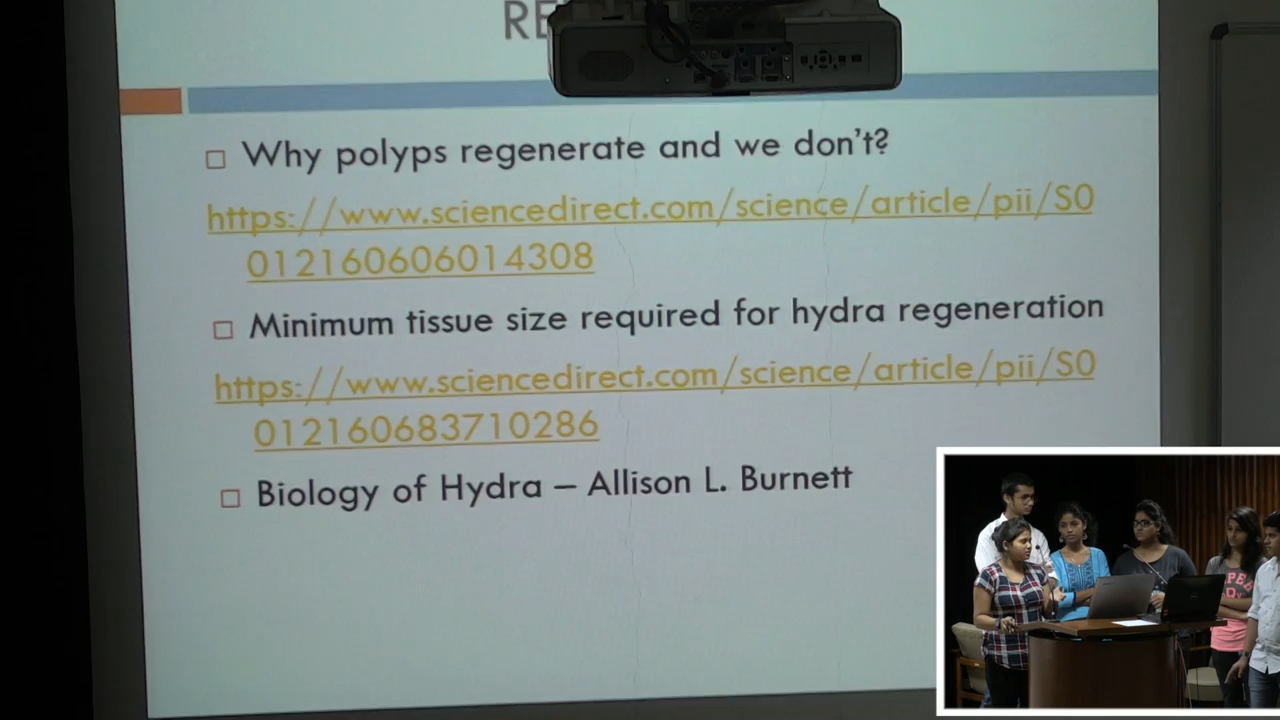 RE
Why polyps regenerate and we don't?
https://www.sciencedirect.com/science/article/pii/S0
012160606014308
Minimum tissue size required for hydra regeneration
https://www.sciencedirect.com/science/article/pii/S0
012160683710286
Biology of Hydra – Allison L. Burnett